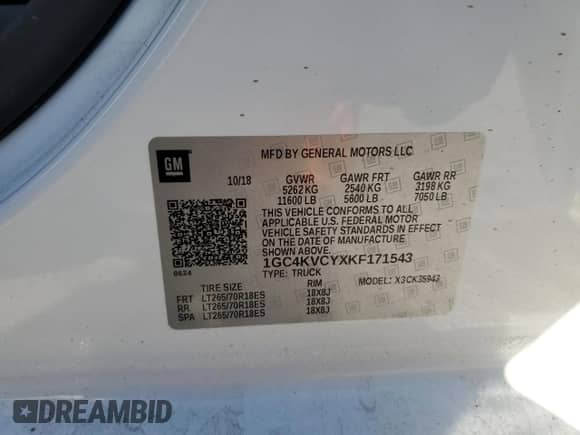 GM
MFD BY GENERAL MOTORS LLC
10/18 GVWR GAWR FRT GAWR RR
5262 KG 2540 KG 3198 KG
11600 LB 5600 LB 7050 LB
THIS VEHICLE CONFORMS TO ALL
APPLICABLE U.S. FEDERAL MOTOR
VEHICLE SAFETY STANDARDS IN EFFECT
ON THE DATE OF MANUFACTURE
SHOWN ABOVE.
1GC4KVCYXKF171543
0624 TYPE: TRUCK MODEL: X3CK35943
TIRE SIZE RIM
FRT LT265/70R18ES 18X8J
RR LT265/70R18ES 18X8J
SPA LT265/70R18ES 18X8J
DREAMBID